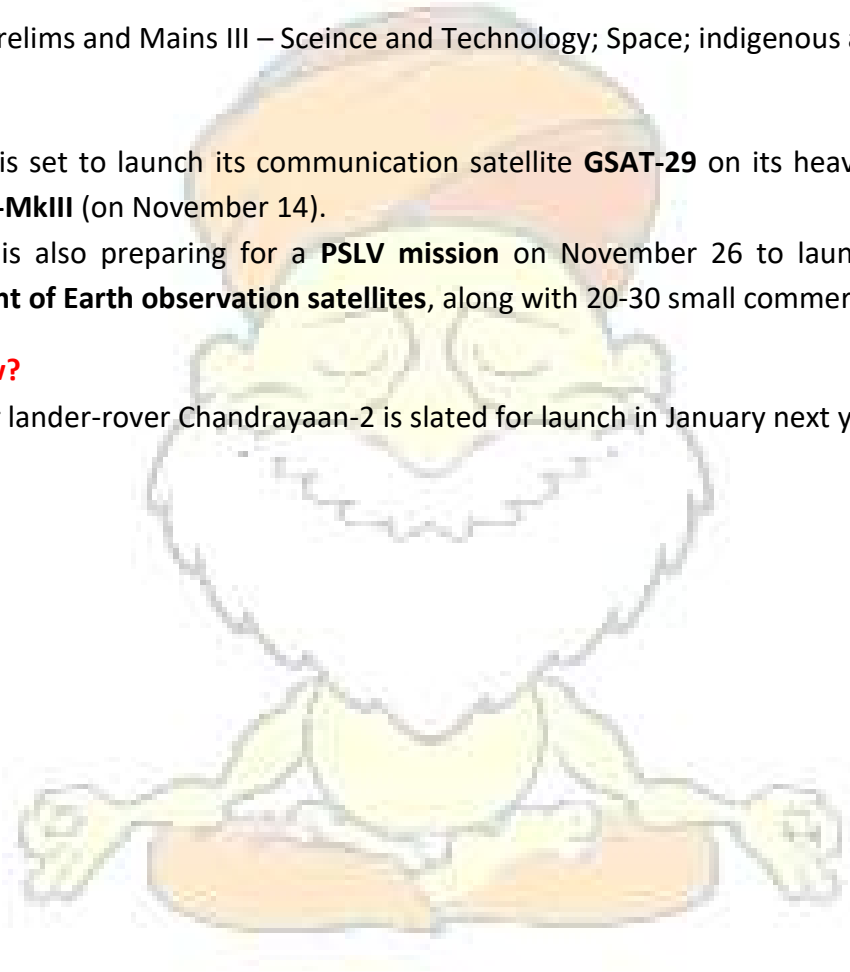 relims and Mains III – Sceince and Technology; Space; indigenous a
is set to launch its communication satellite GSAT-29 on its heav
-MkIII (on November 14).
is also preparing for a PSLV mission on November 26 to laun
nt of Earth observation satellites, along with 20-30 small commer
?
lander-rover Chandrayaan-2 is slated for launch in January next y